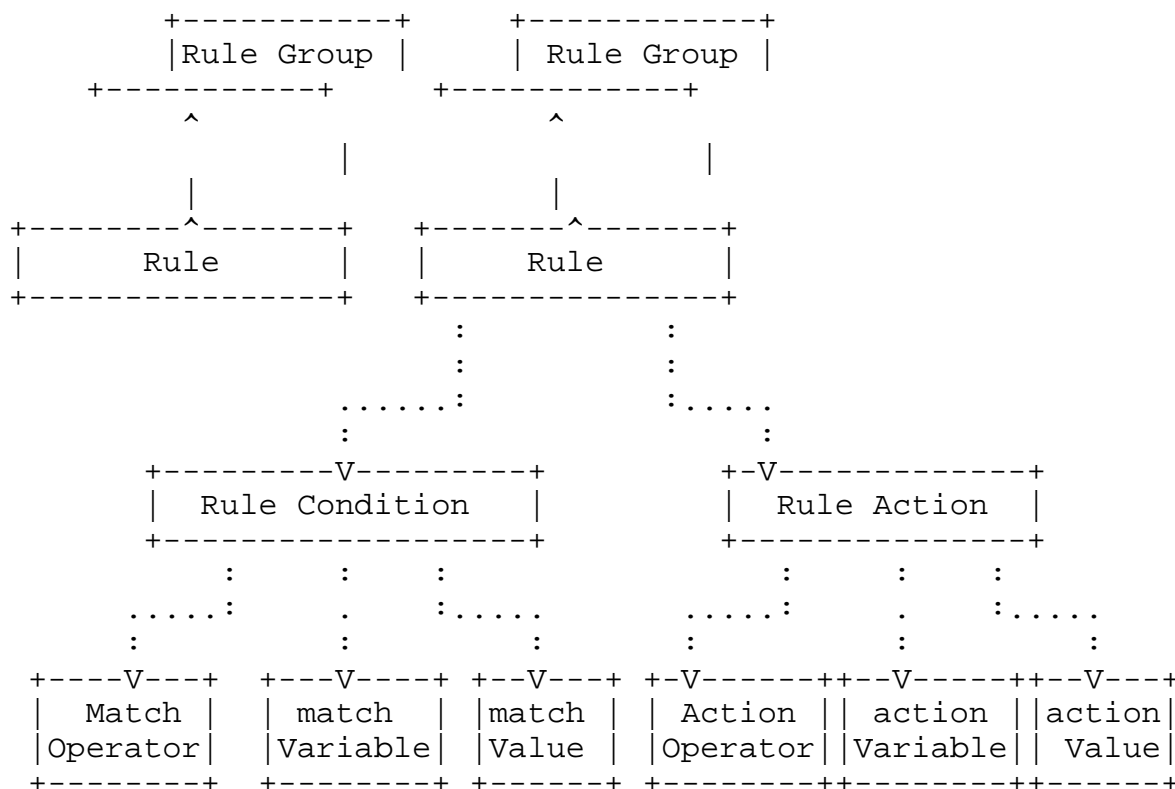 +-----------+     +------------+
|Rule Group |     | Rule Group |
+-----------+     +------------+
^                  ^
|                  |
|                  |
+--------^-------+   +-------^-------+
|      Rule      |   |     Rule      |
+----------------+   +---------------+
:          :
:          :
......:          :.....
:                     :
+---------V---------+         +-V-------------+
|  Rule Condition   |         |  Rule Action  |
+-------------------+         +---------------+
:     :    :                 :     :    :
.....:     .    :.....       .....:     .    :.....
:          :         :       :          :         :
+----V---+  +---V----+ +--V---+ +-V------++--V-----++--V---+
|  Match |  | match  | |match | | Action || action ||action|
|Operator|  |Variable| |Value | |Operator||Variable|| Value|
+--------+  +--------+ +------+ +--------++--------++------+